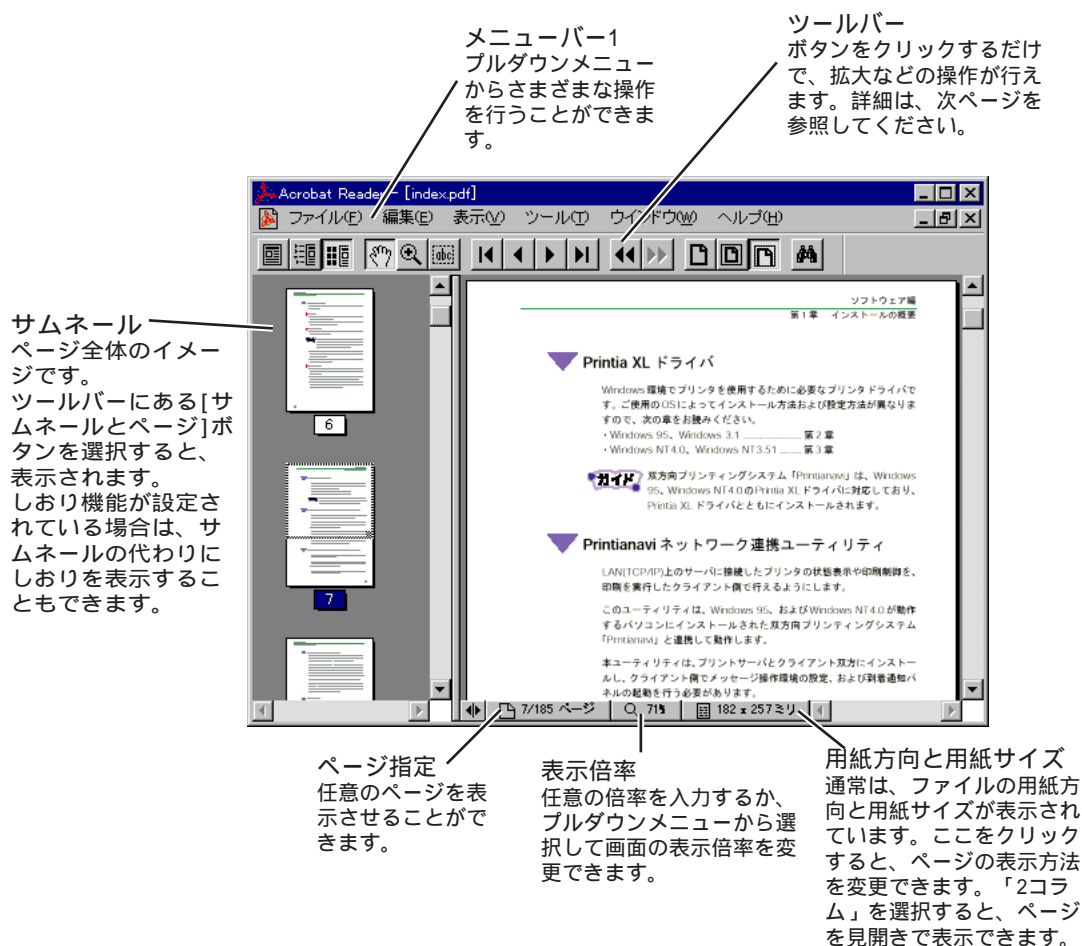 メニューバー1
プルダウンメニュー
からさまざまな操作
を行うことができま
す。
ツールバー
ボタンをクリックするだけ
で、拡大などの操作が行え
ます。詳細は、次ページを
参照してください。
Acrobat Reader - [index.pdf]
ファイル(F) 編集(E) 表示(V) ツール(T) ウインドウ(W) ヘルプ(H)
abc
サムネール
ページ全体のイメー
ジです。
ツールバーにある[サ
ムネールとページ]ボ
タンを選択すると、
表示されます。
しおり機能が設定さ
れている場合は、サ
ムネールの代わりに
しおりを表示するこ
ともできます。
6
7
ソフトウェア編
第1章 インストールの概要
Printia XL ドライバ
Windows 環境でプリンタを使用するために必要なプリンタドライバで
す。ご使用のOSによってインストール方法および設定方法が異なりま
すので、次の章をお読みください。
・Windows 95、Windows 3.1 .................... 第2章
・Windows NT4.0、Windows NT3.51 ........ 第3章
ガイド
双方向プリンティングシステム「Printianavi」は、Windows
95、Windows NT4.0のPrintia XL ドライバに対応しており、
Printia XL ドライバとともにインストールされます。
Printianavi ネットワーク連携ユーティリティ
LAN(TCP/IP)上のサーバに接続したプリンタの状態表示や印刷制御を、
印刷を実行したクライアント側で行えるようにします。
このユーティリティは、Windows 95、およびWindows NT4.0が動作
するパソコンにインストールされた双方向プリンティングシステム
「Printianavi」と連携して動作します。
本ユーティリティは、プリントサーバとクライアント双方にインストー
ルし、クライアント側でメッセージ操作環境の設定、および到着通知パ
ネルの起動を行う必要があります。
7/185 ページ 71% 182 x 257 ミリ
ページ指定
任意のページを表
示させることがで
きます。
表示倍率
任意の倍率を入力するか、
プルダウンメニューから選
択して画面の表示倍率を変
更できます。
用紙方向と用紙サイズ
通常は、ファイルの用紙方
向と用紙サイズが表示され
ています。ここをクリック
すると、ページの表示方法
を変更できます。「2コラ
ム」を選択すると、ページ
を見開きで表示できます。